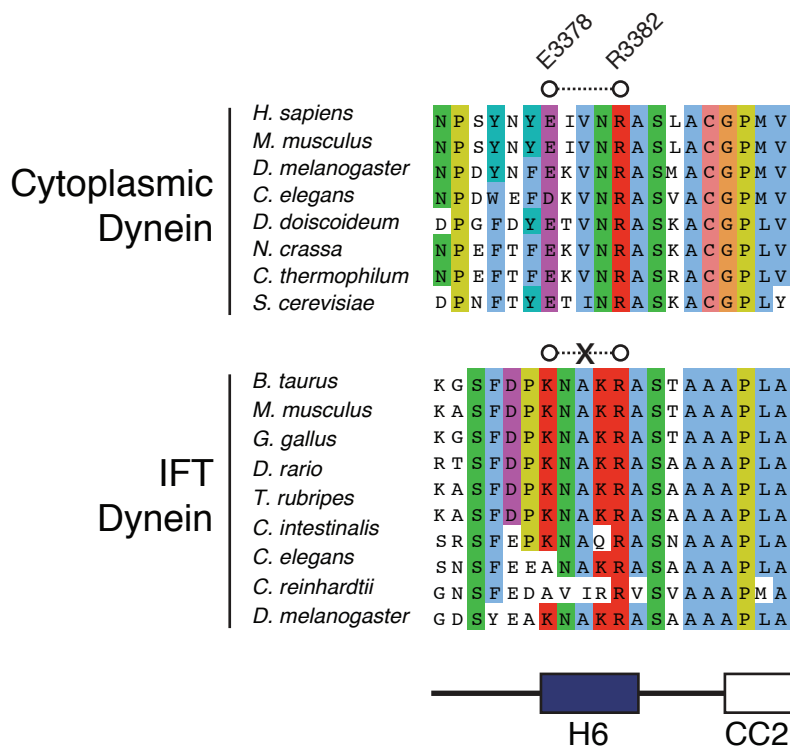 E3378 R3382
Cytoplasmic Dynein
H. sapiens NPSYNYEIVNRASLACGPMV
M. musculus NPSYNYEIVNRASLACGPMV
D. melanogaster NPDYNFEKVNRASMACGPMV
C. elegans NPDWEFDKVNRASVACGPMV
D. doiscoideum DPGFDYETVNRASKACGPLV
N. crassa NPEFTFEKVNRASKACGPLV
C. thermophilum NPEFTFEKVNRASRACGPLV
S. cerevisiae DPNFTYETINRASKACGPLY
X
IFT Dynein
B. taurus KGSFDPKNAKRASTAAAPLA
M. musculus KASFDPKNAKRASTAAAPLA
G. gallus KGSFDPKNAKRASTAAAPLA
D. rario RTSFDPKNAKRASAAAAPLA
T. rubripes KASFDPKNAKRASAAAAPLA
C. intestinalis KASFDPKNAKRASAAAAPLA
C. elegans SRSFEPKNAQRASNAAAPLA
C. reinhardtii SNSFEEANAKRASAAAAPLA
D. melanogaster GNSFEDAVIRRVSVAAAPMA
GDSYEAKNAKRASAAAAPLA
H6 CC2